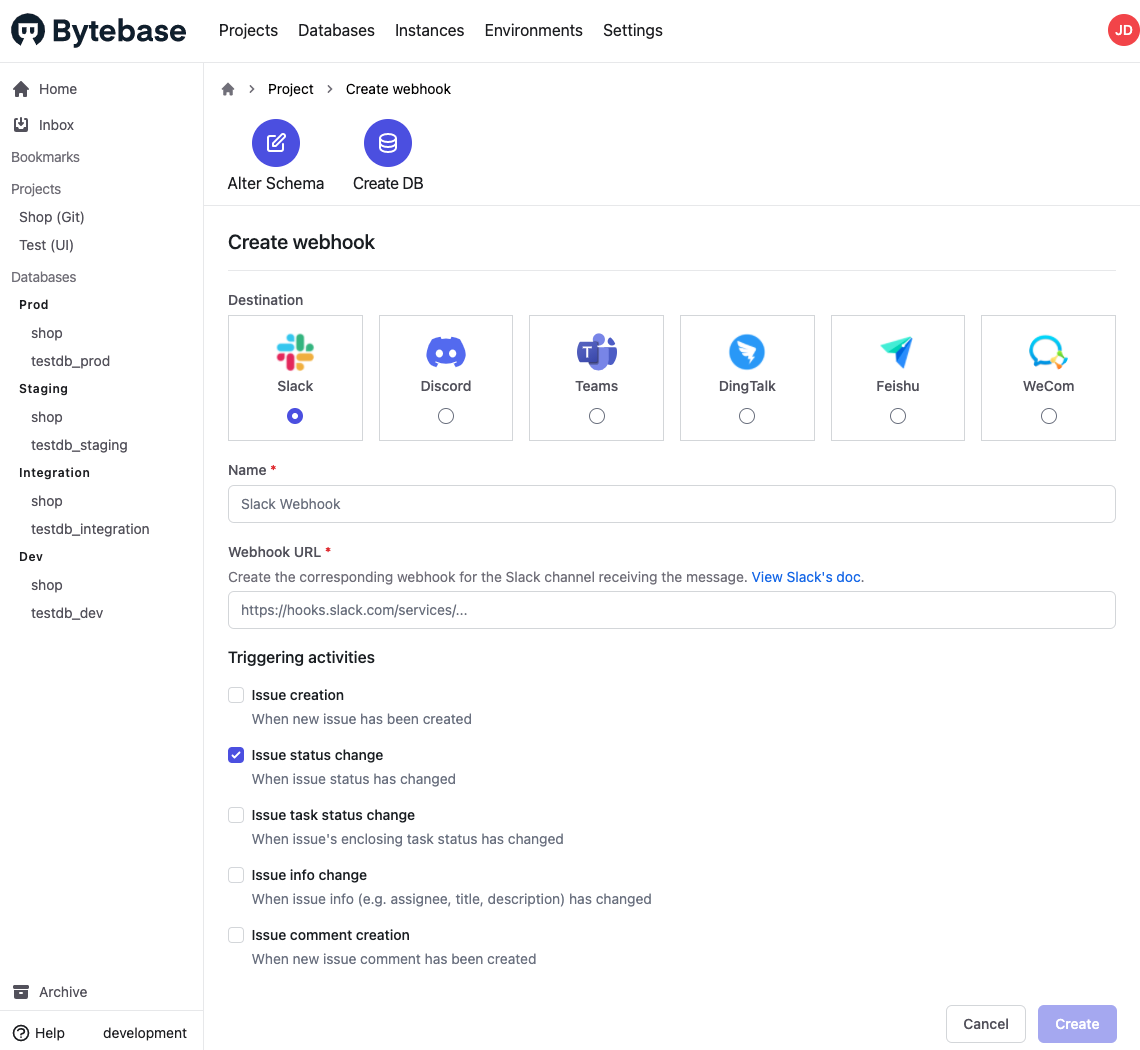 Bytebase
Projects Databases Instances Environments Settings
JD
Home
Inbox
Bookmarks
Projects
Shop (Git)
Test (UI)
Databases
Prod
shop
testdb_prod
Staging
shop
testdb_staging
Integration
shop
testdb_integration
Dev
shop
testdb_dev
Archive
Help development
Project Create webhook
Alter Schema Create DB
Create webhook
Destination
Slack Discord Teams DingTalk Feishu WeCom
Name *
Slack Webhook
Webhook URL *
Create the corresponding webhook for the Slack channel receiving the message. View Slack's doc.
https://hooks.slack.com/services/...
Triggering activities
Issue creation
When new issue has been created
Issue status change
When issue status has changed
Issue task status change
When issue's enclosing task status has changed
Issue info change
When issue info (e.g. assignee, title, description) has changed
Issue comment creation
When new issue comment has been created
Cancel Create